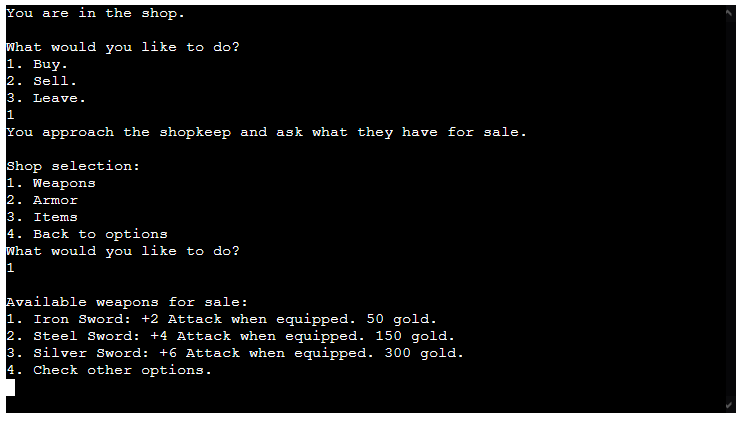 You are in the shop.
What would you like to do?
1. Buy.
2. Sell.
3. Leave.
1
You approach the shopkeep and ask what they have for sale.
Shop selection:
1. Weapons
2. Armor
3. Items
4. Back to options
What would you like to do?
1
Available weapons for sale:
1. Iron Sword: +2 Attack when equipped. 50 gold.
2. Steel Sword: +4 Attack when equipped. 150 gold.
3. Silver Sword: +6 Attack when equipped. 300 gold.
4. Check other options.